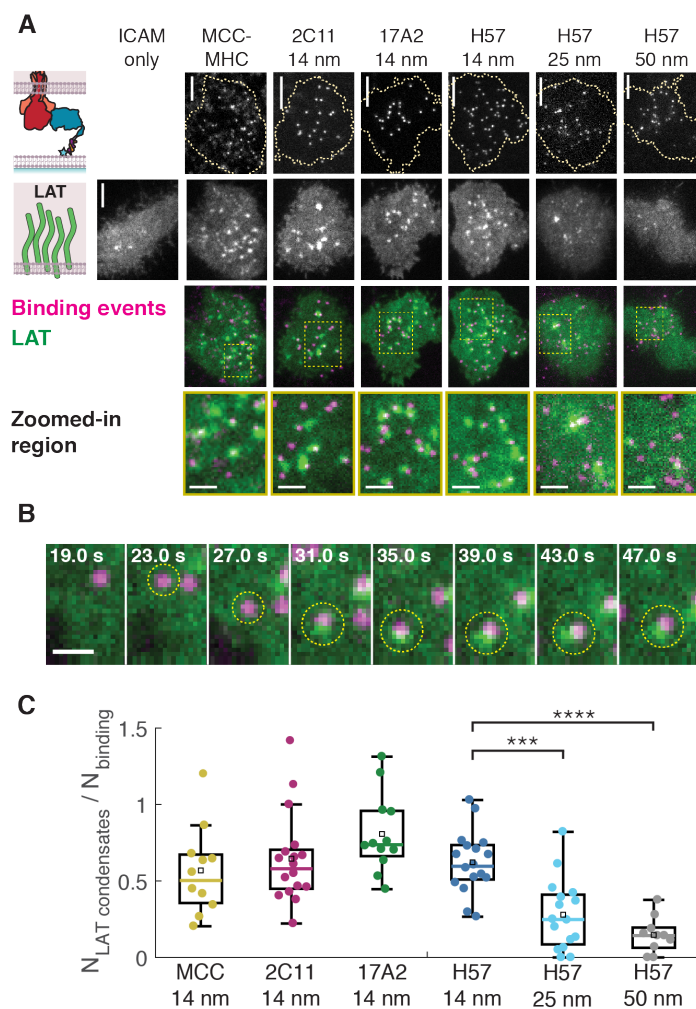 A
ICAM only
MCC-MHC
2C11 14 nm
17A2 14 nm
H57 14 nm
H57 25 nm
H57 50 nm
LAT
Binding events
LAT
Zoomed-in
region
B
19.0 s 23.0 s 27.0 s 31.0 s 35.0 s 39.0 s 43.0 s 47.0 s
C
N LAT condensates / N binding
1.5
1
0.5
0
***
****
MCC 14 nm
2C11 14 nm
17A2 14 nm
H57 14 nm
H57 25 nm
H57 50 nm